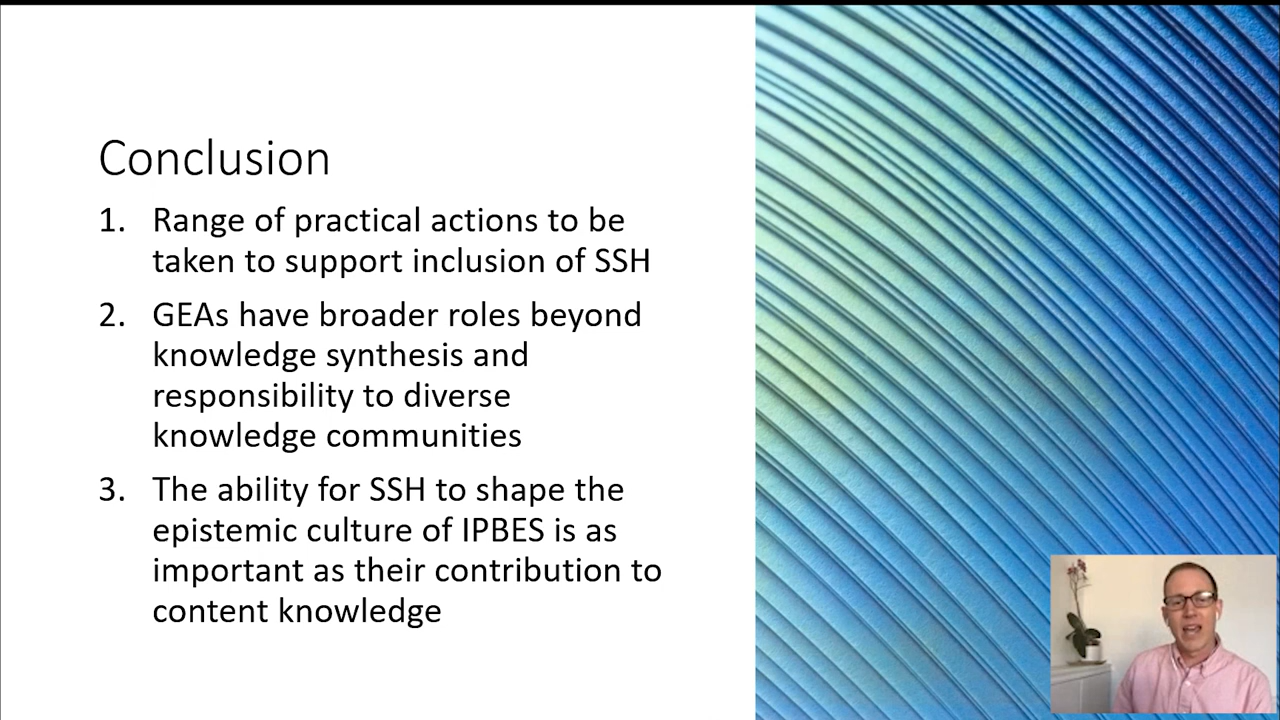 Conclusion
1. Range of practical actions to be
taken to support inclusion of SSH
2. GEAs have broader roles beyond
knowledge synthesis and
responsibility to diverse
knowledge communities
3. The ability for SSH to shape the
epistemic culture of IPBES is as
important as their contribution to
content knowledge